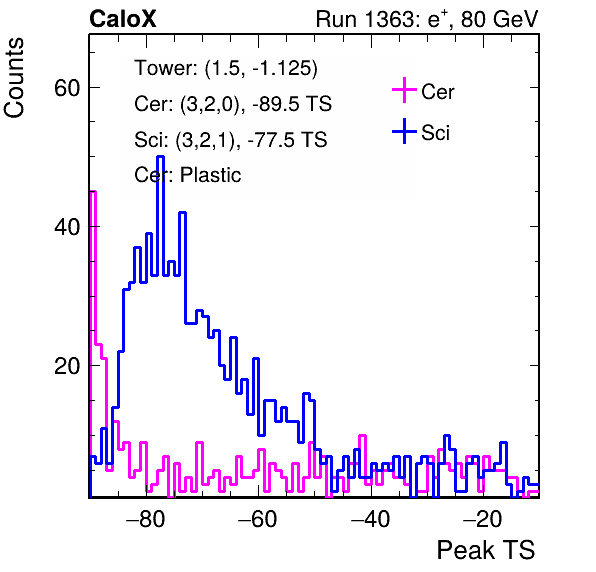 CaloX
Run 1363: e+, 80 GeV
Counts
Tower: (1.5, -1.125)
Cer: (3,2,0), -89.5 TS
Sci: (3,2,1), -77.5 TS
Cer: Plastic
Cer
Sci
60
40
20
−80
−60
−40
−20
Peak TS